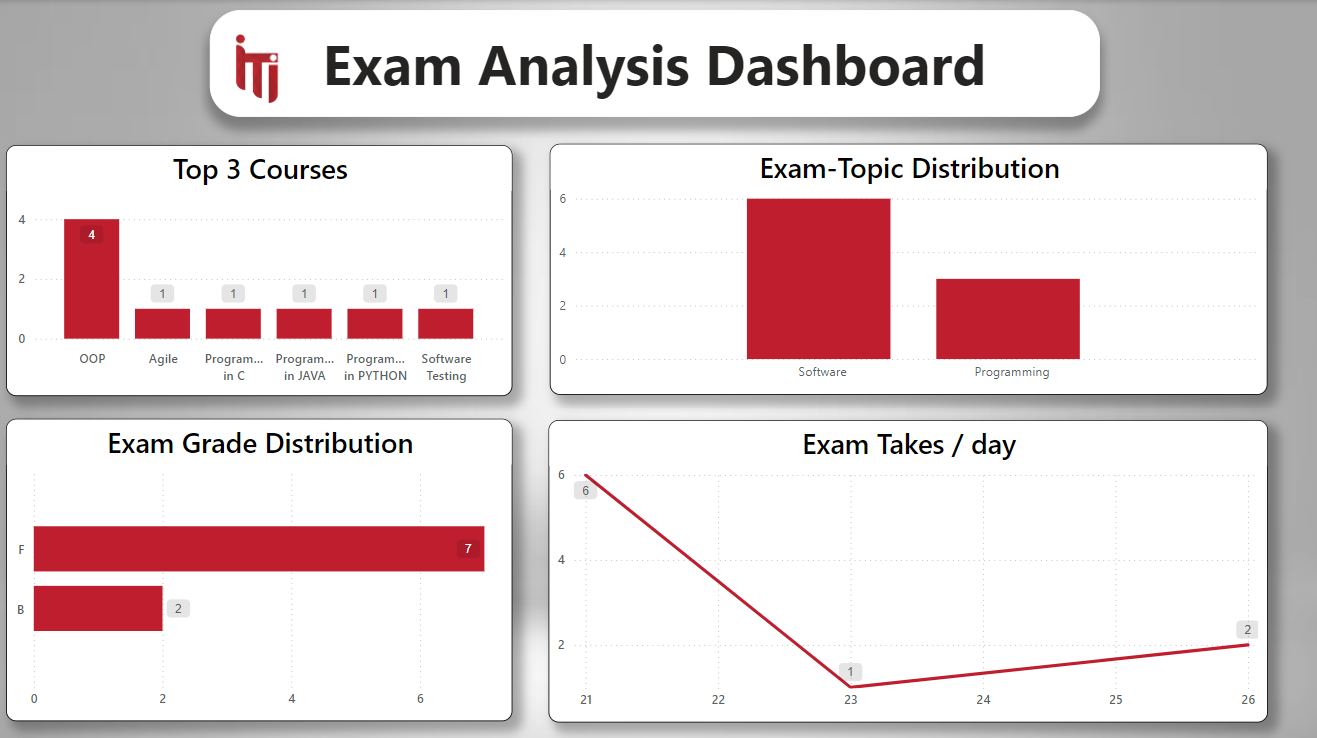 iTi
Exam Analysis Dashboard
Top 3 Courses
4
2
0
4
1
1
1
1
1
OOP
Agile
Program...
in C
Program...
in JAVA
Program...
in PYTHON
Software
Testing
Exam-Topic Distribution
6
4
2
0
Software
Programming
Exam Grade Distribution
F
7
B
2
0
2
4
6
Exam Takes / day
6
4
2
6
1
2
21
22
23
24
25
26